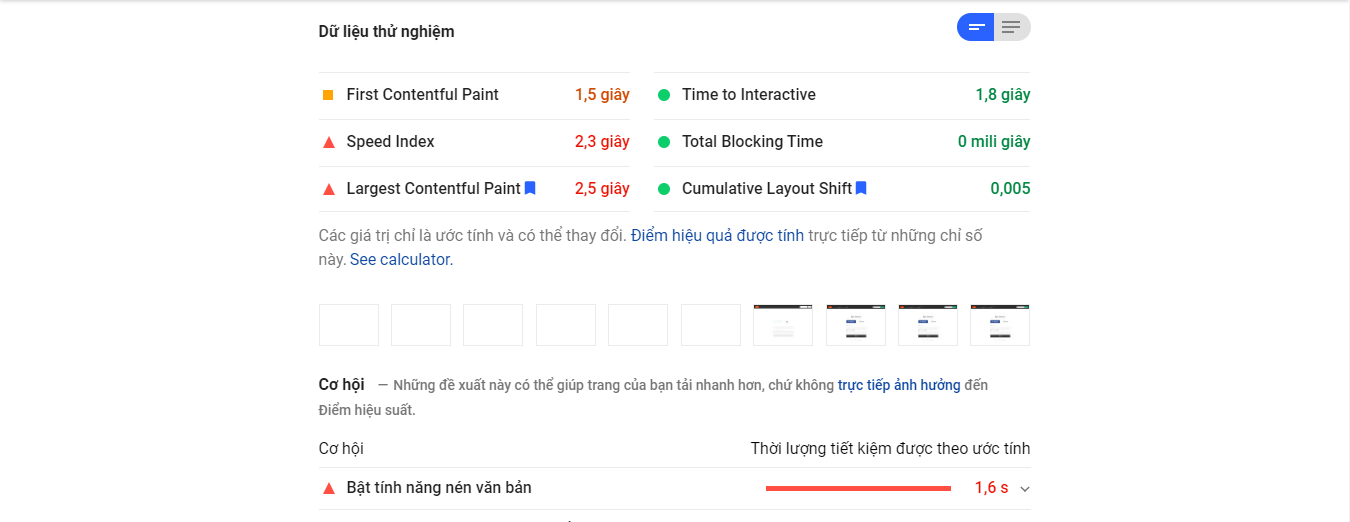 Dữ liệu thử nghiệm
First Contentful Paint 1,5 giây
Time to Interactive 1,8 giây
Speed Index 2,3 giây
Total Blocking Time 0 mili giây
Largest Contentful Paint 2,5 giây
Cumulative Layout Shift 0,005
Các giá trị chỉ là ước tính và có thể thay đổi. Điểm hiệu quả được tính trực tiếp từ những chỉ số
này. See calculator.
Cơ hội — Những đề xuất này có thể giúp trang của bạn tải nhanh hơn, chứ không trực tiếp ảnh hưởng đến
Điểm hiệu suất.
Cơ hội Thời lượng tiết kiệm được theo ước tính
Bật tính năng nén văn bản 1,6 s